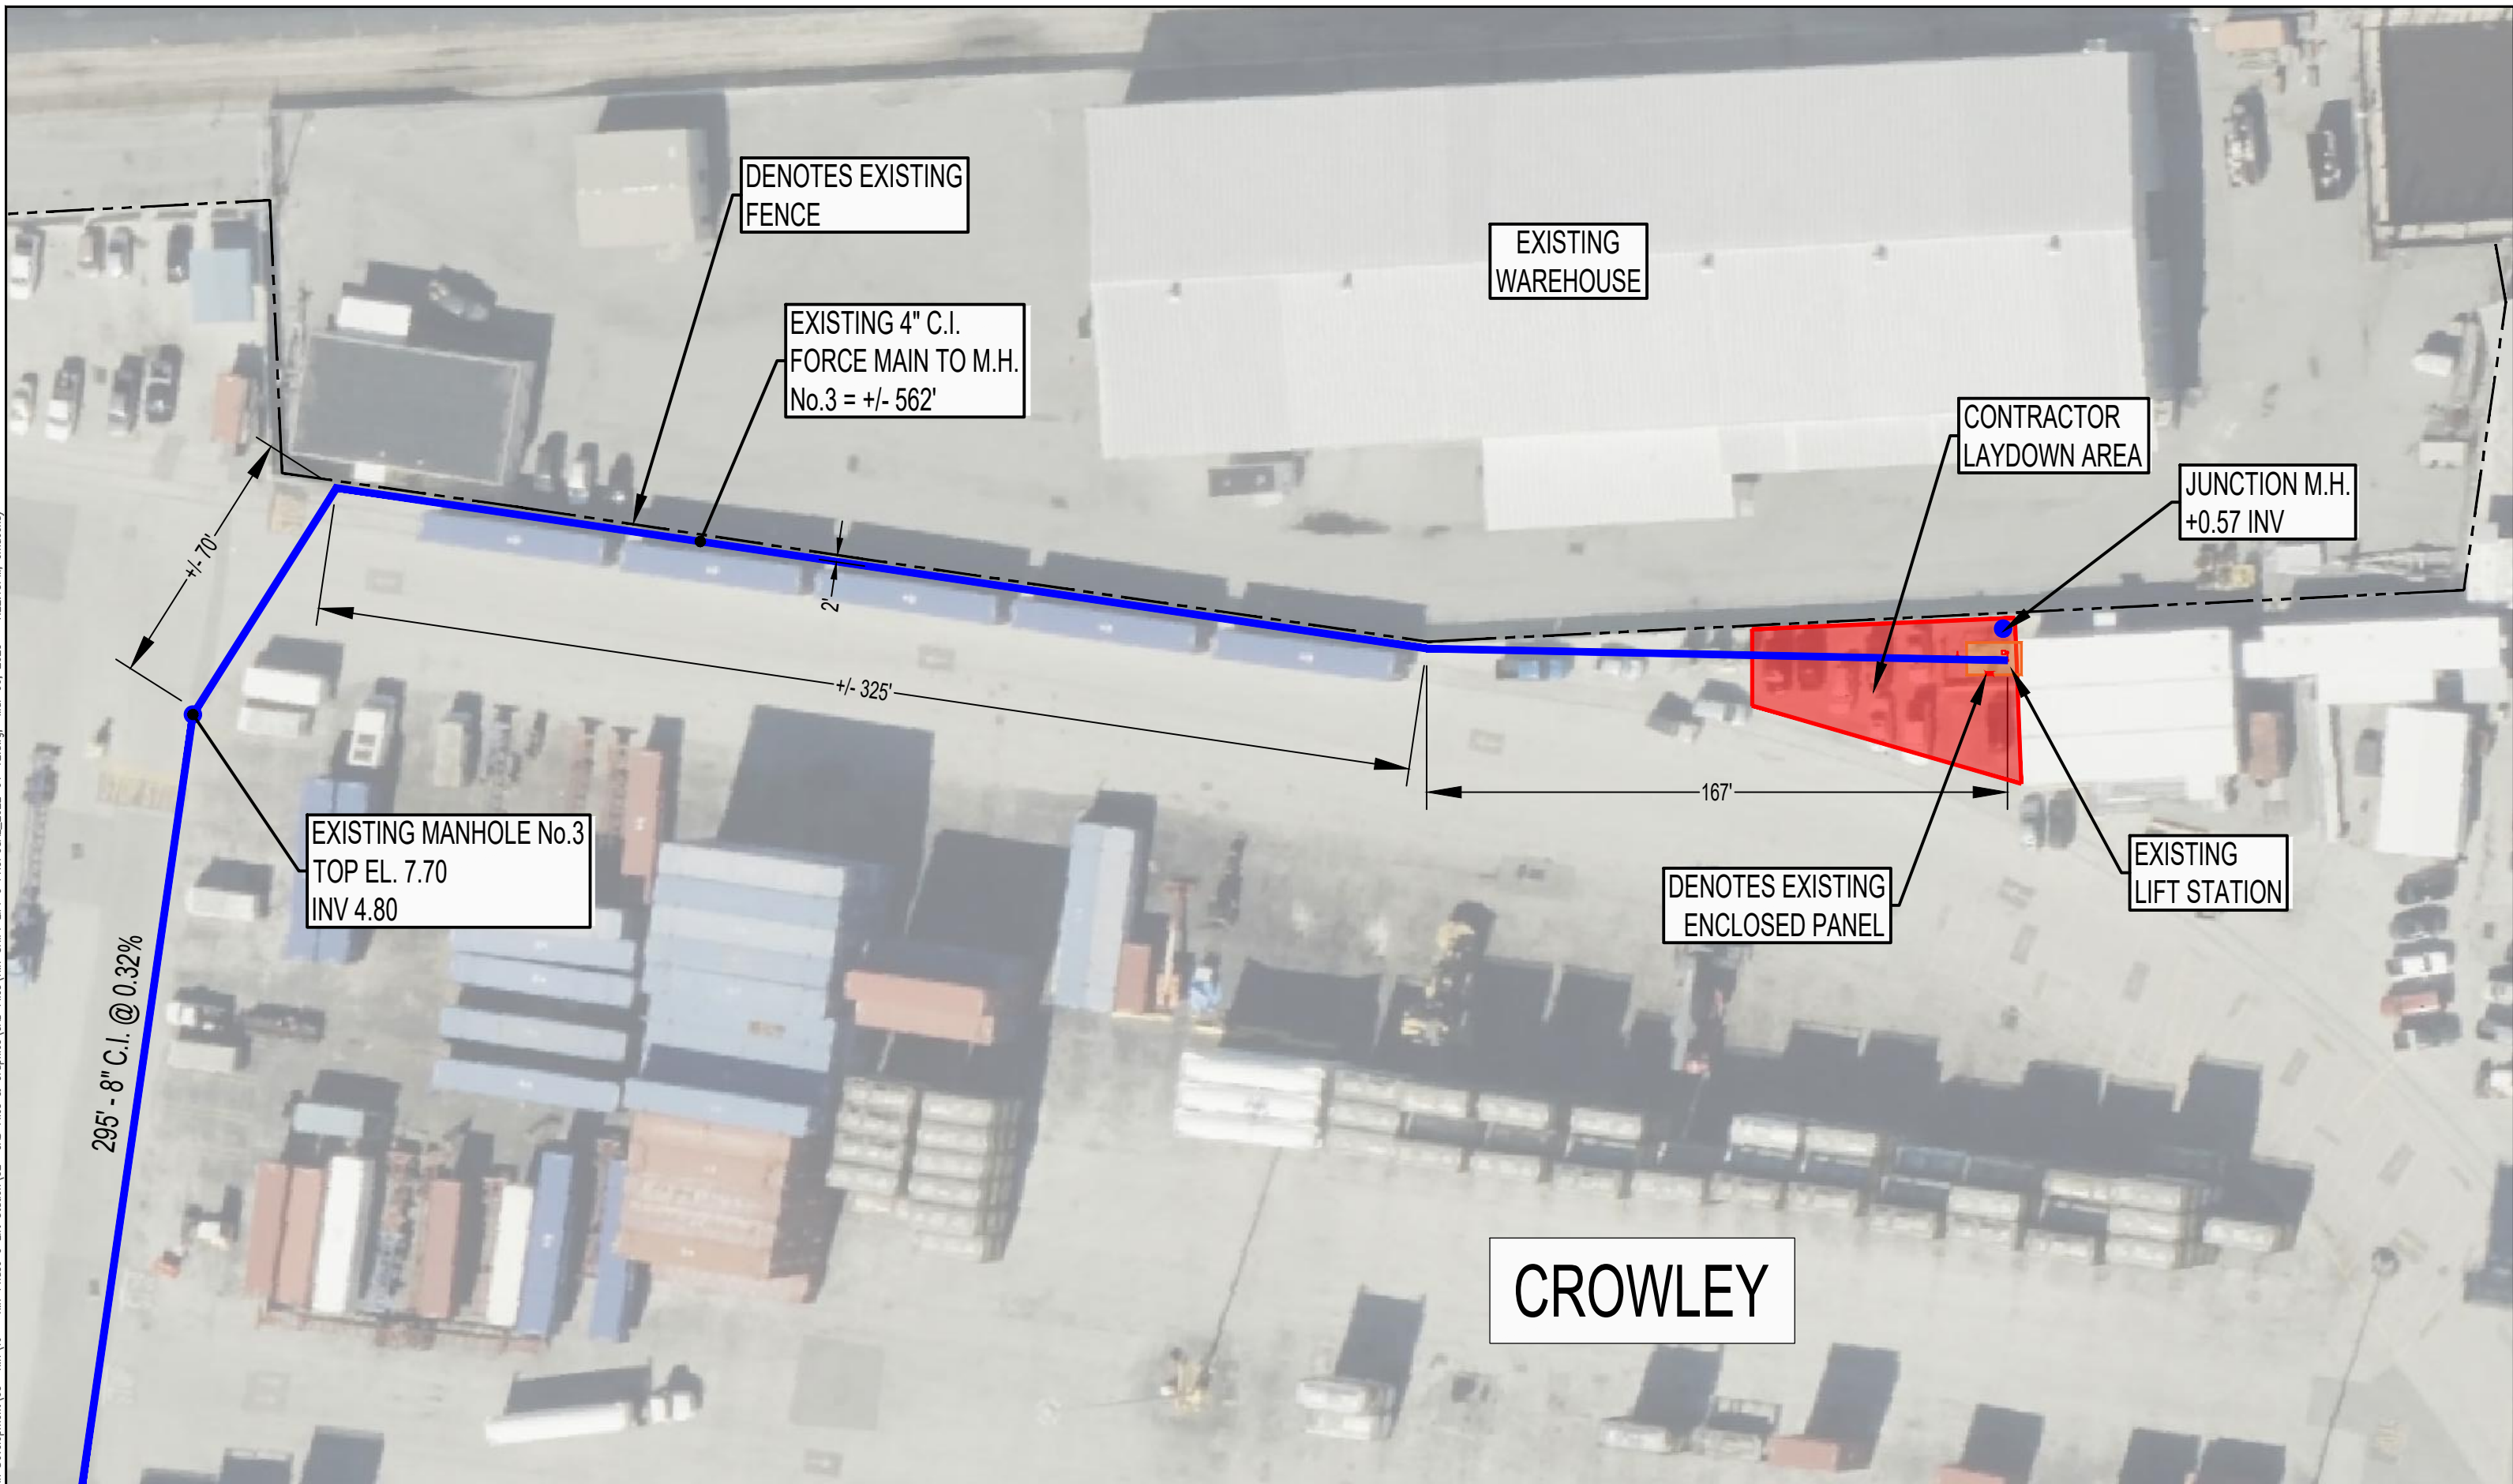 DENOTES EXISTING
FENCE
EXISTING
WAREHOUSE
EXISTING 4" C.I.
FORCE MAIN TO M.H.
No.3 = +/- 562'
CONTRACTOR
LAYDOWN AREA
JUNCTION M.H.
+0.57 INV
+/- 70'
2'
+/- 325'
167'
EXISTING MANHOLE No.3
TOP EL. 7.70
INV 4.80
DENOTES EXISTING
ENCLOSED PANEL
EXISTING
LIFT STATION
295' - 8" C.I. @ 0.32%
CROWLEY